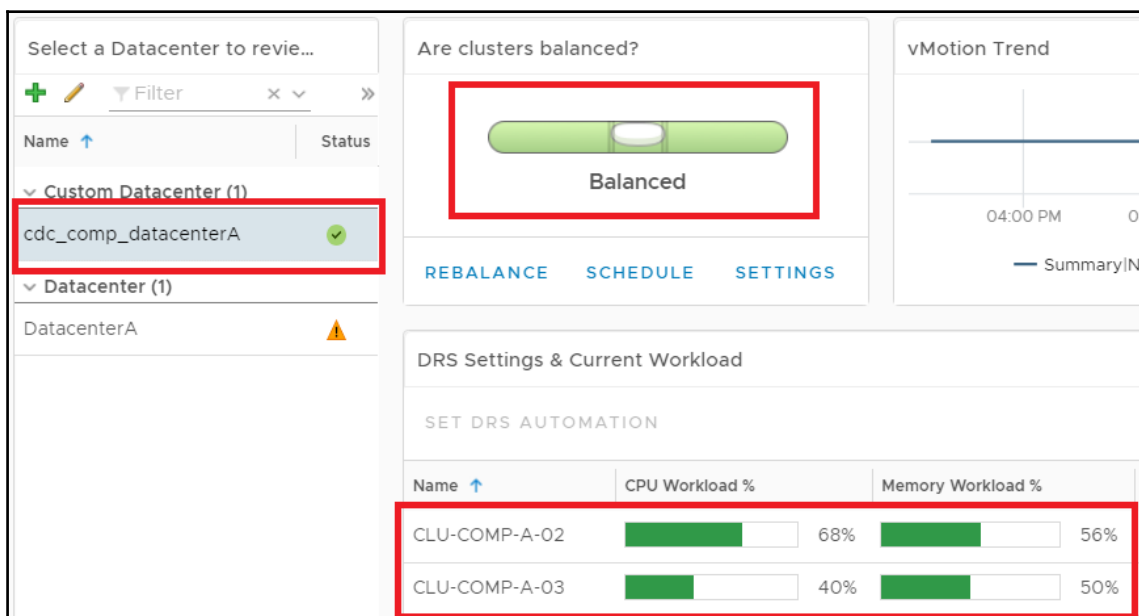 Select a Datacenter to revie...
Filter
Name Status
Custom Datacenter (1)
cdc_comp_datacenterA
Datacenter (1)
DatacenterA
Are clusters balanced?
Balanced
REBALANCE SCHEDULE SETTINGS
vMotion Trend
04:00 PM 0
Summary|N
DRS Settings & Current Workload
SET DRS AUTOMATION
Name CPU Workload % Memory Workload %
CLU-COMP-A-02 68% 56%
CLU-COMP-A-03 40% 50%